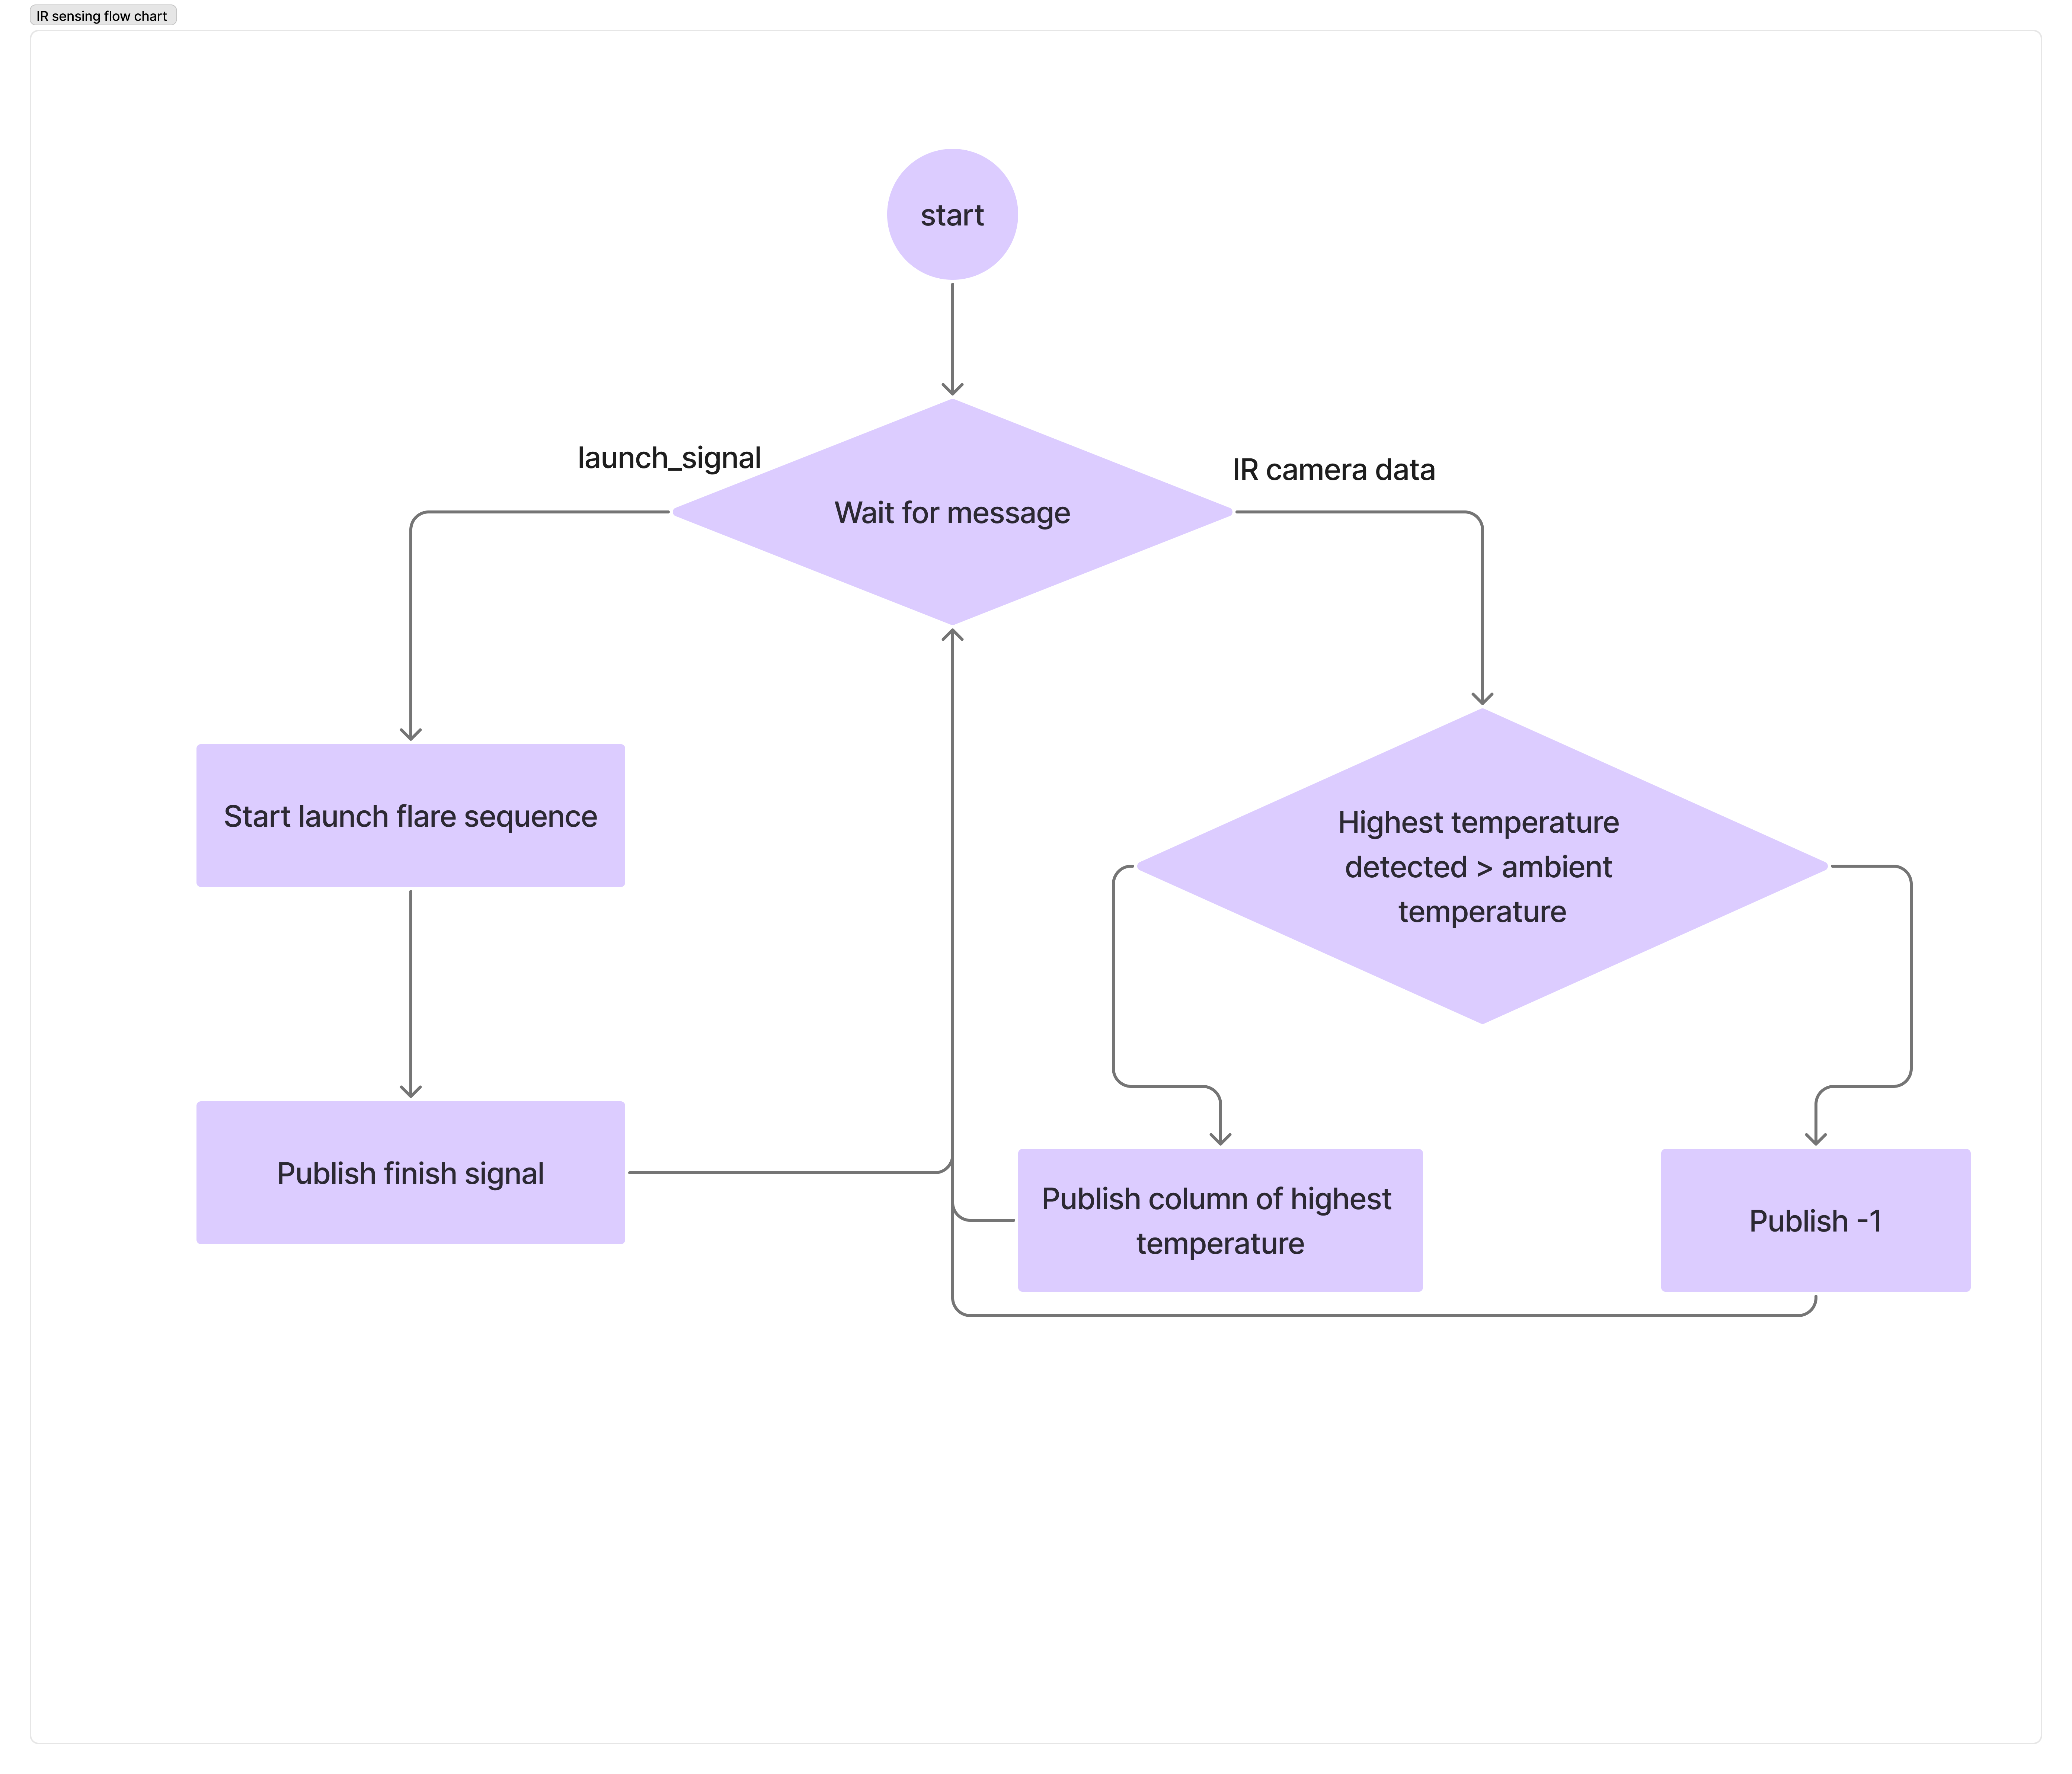 IR sensing flow chart
start
launch_signal
IR camera data
Wait for message
Start launch flare sequence
Highest temperature
detected > ambient
temperature
Publish finish signal
Publish column of highest
temperature
Publish -1